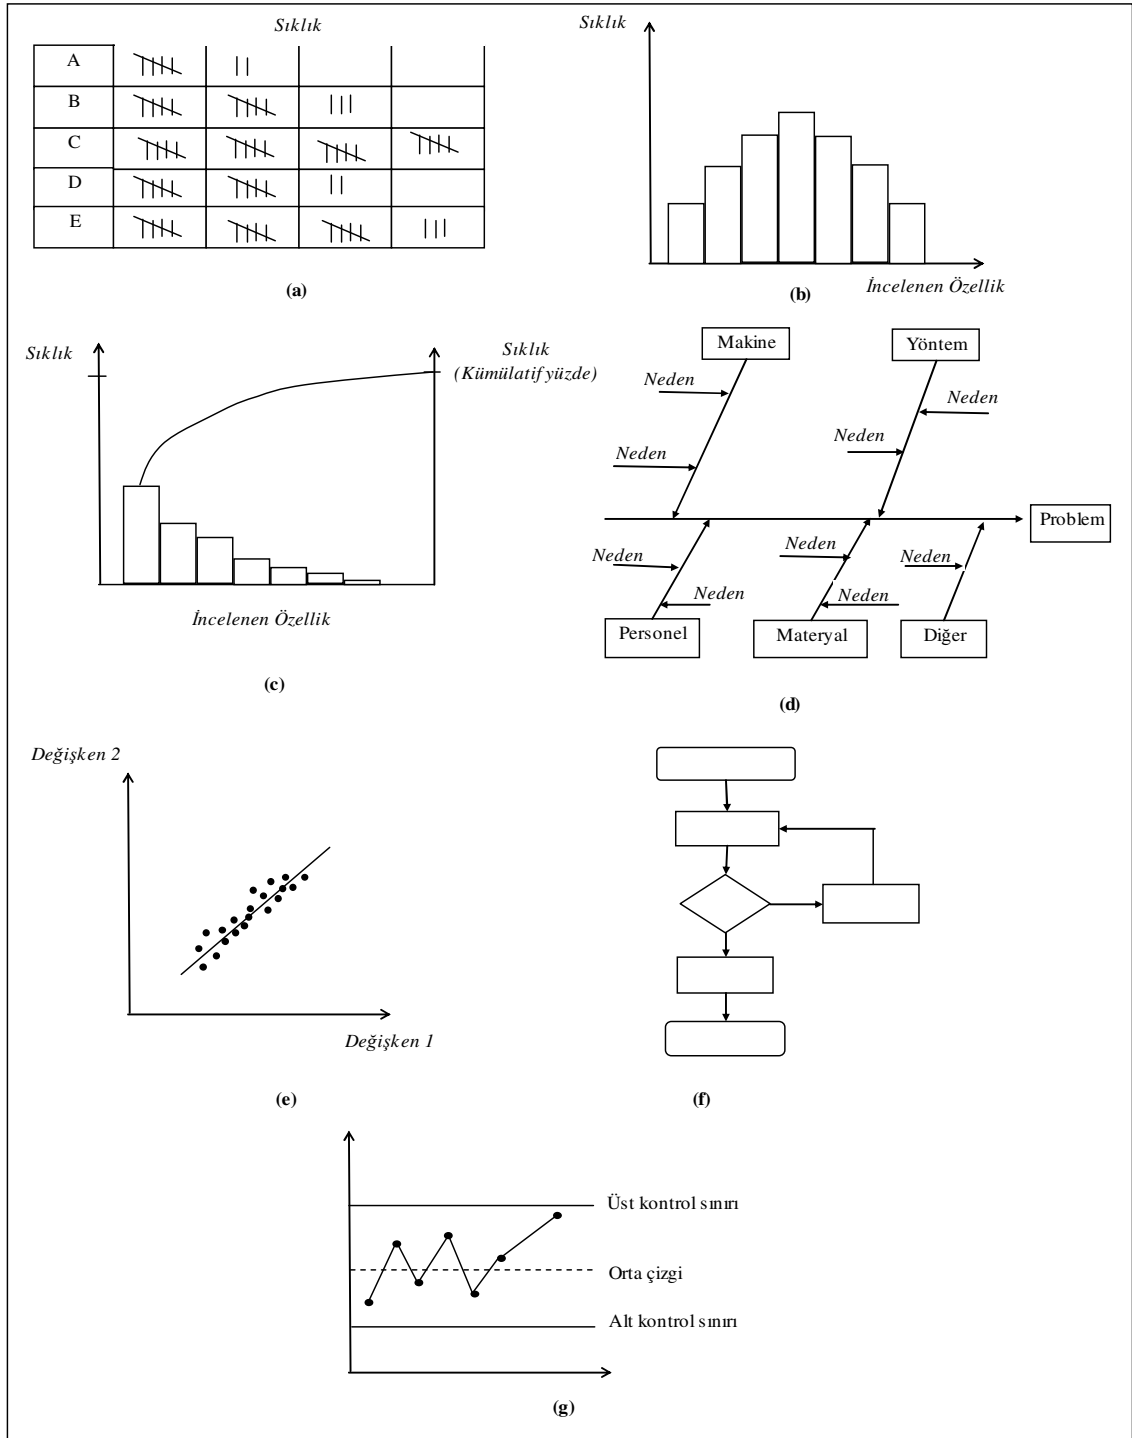 Sıklık
A
B
C
D
E
(a)
Sıklık
İncelenen Özellik
(b)
Sıklık
Sıklık
(Kümülatif yüzde)
İncelenen Özellik
(c)
Makine
Yöntem
Neden
Neden
Neden
Neden
Problem
Neden
Neden
Neden
Neden
Neden
Personel
Materyal
Diğer
(d)
Değişken 2
Değişken 1
(e)
(f)
Üst kontrol sınırı
Orta çizgi
Alt kontrol sınırı
(g)